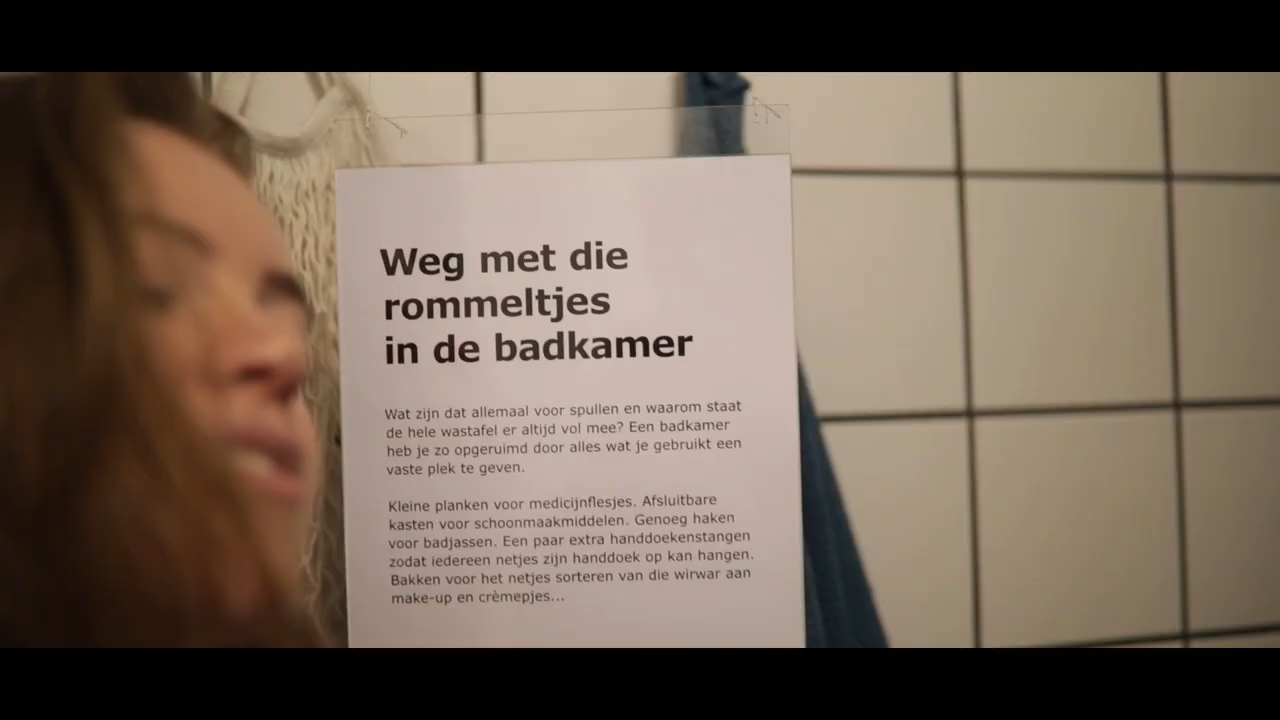 Weg met die
rommeltjes
in de badkamer
Wat zijn dat allemaal voor spullen en waarom staat
de hele wastafel er altijd vol mee? Een badkamer
heb je zo opgeruimd door alles wat je gebruikt een
vaste plek te geven.
Kleine planken voor medicijnflesjes. Afsluitbare
kasten voor schoonmaakmiddelen. Genoeg haken
voor badjassen. Een paar extra handdoekenstangen
zodat iedereen netjes zijn handdoek op kan hangen.
Bakken voor het netjes sorteren van die wirwar aan
make-up en crèmepjes...